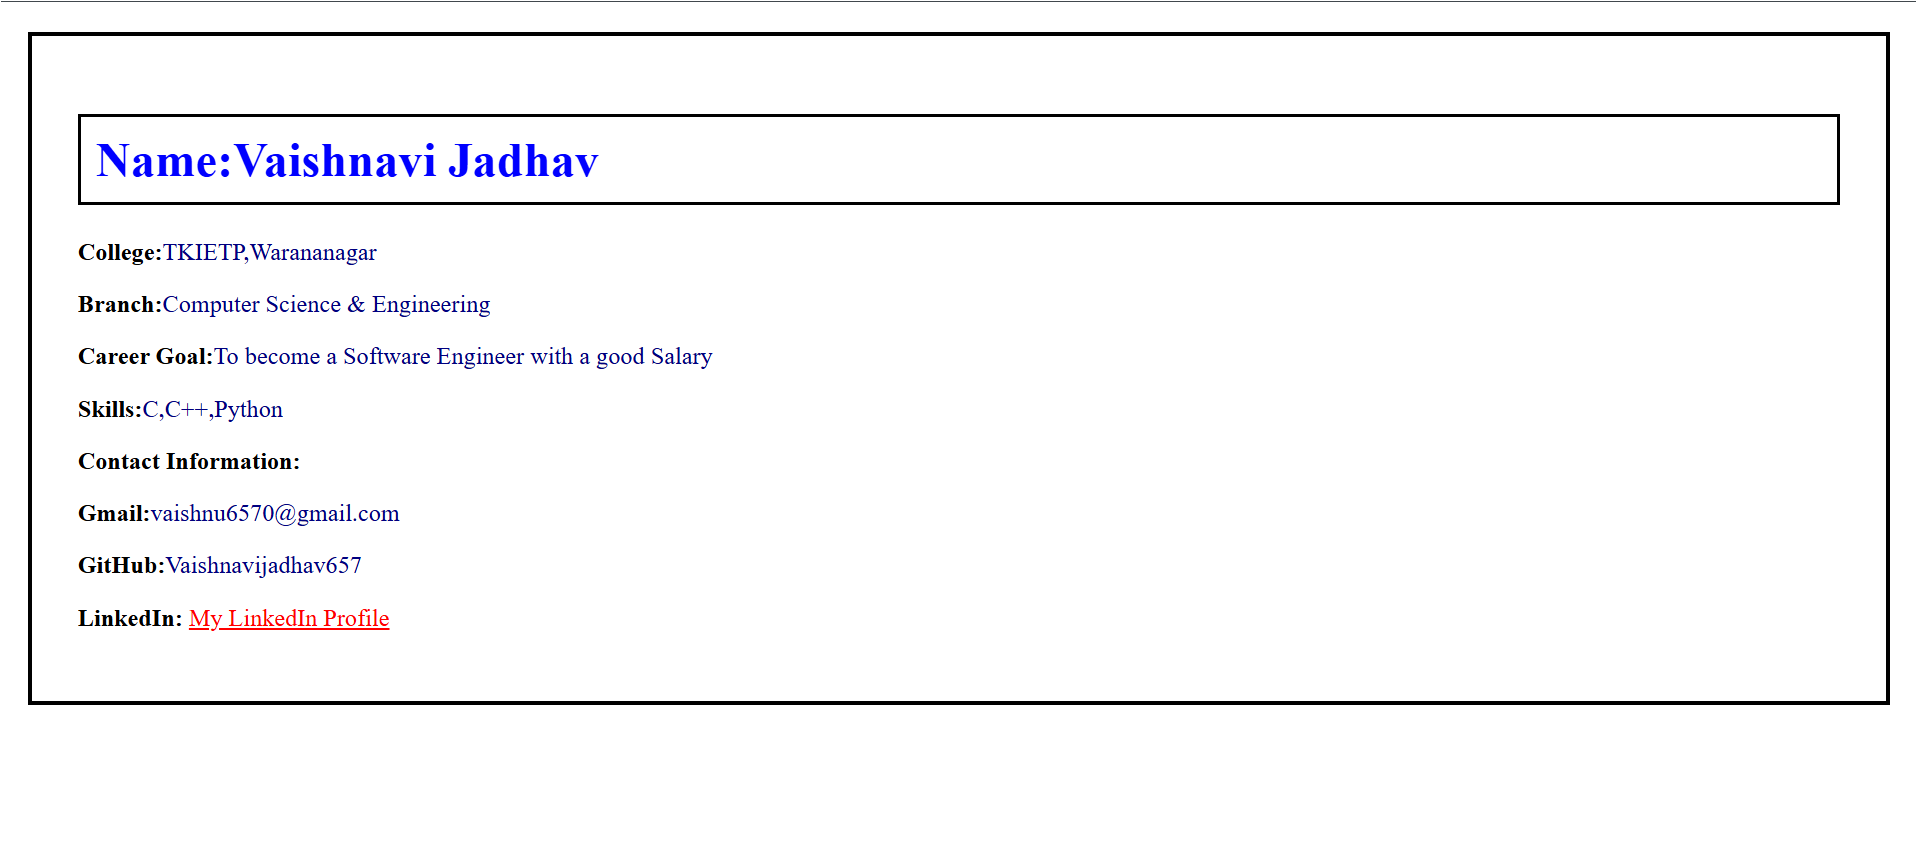 Name:Vaishnavi Jadhav
College:TKIETP,Warananagar
Branch:Computer Science & Engineering
Career Goal:To become a Software Engineer with a good Salary
Skills:C,C++,Python
Contact Information:
Gmail:vaishnu6570@gmail.com
GitHub:Vaishnavijadhav657
LinkedIn: My LinkedIn Profile